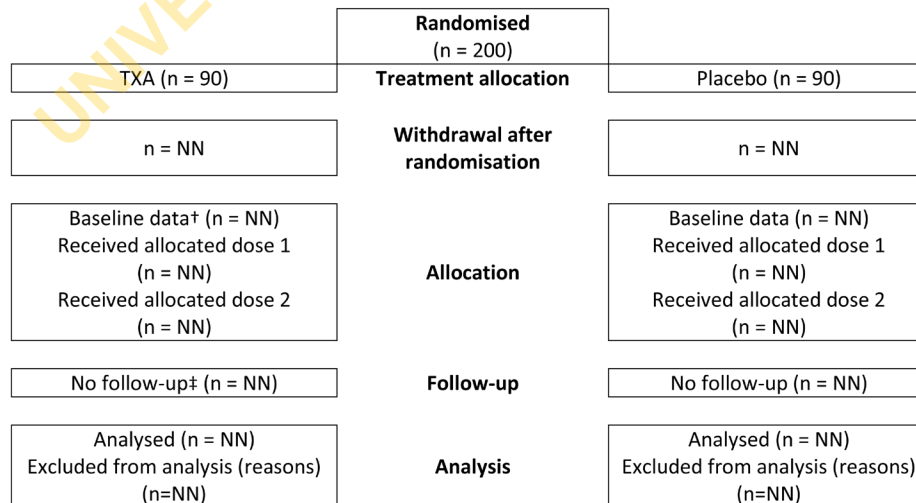 Randomised
(n = 200)
TXA (n = 90)
Treatment allocation
Placebo (n = 90)
n = NN
Withdrawal after
randomisation
n = NN
Baseline data† (n = NN)
Received allocated dose 1
(n = NN)
Received allocated dose 2
(n = NN)
Allocation
Baseline data (n = NN)
Received allocated dose 1
(n = NN)
Received allocated dose 2
(n = NN)
No follow-up‡ (n = NN)
Follow-up
No follow-up (n = NN)
Analysed (n = NN)
Excluded from analysis (reasons)
(n=NN)
Analysis
Analysed (n = NN)
Excluded from analysis (reasons)
(n=NN)